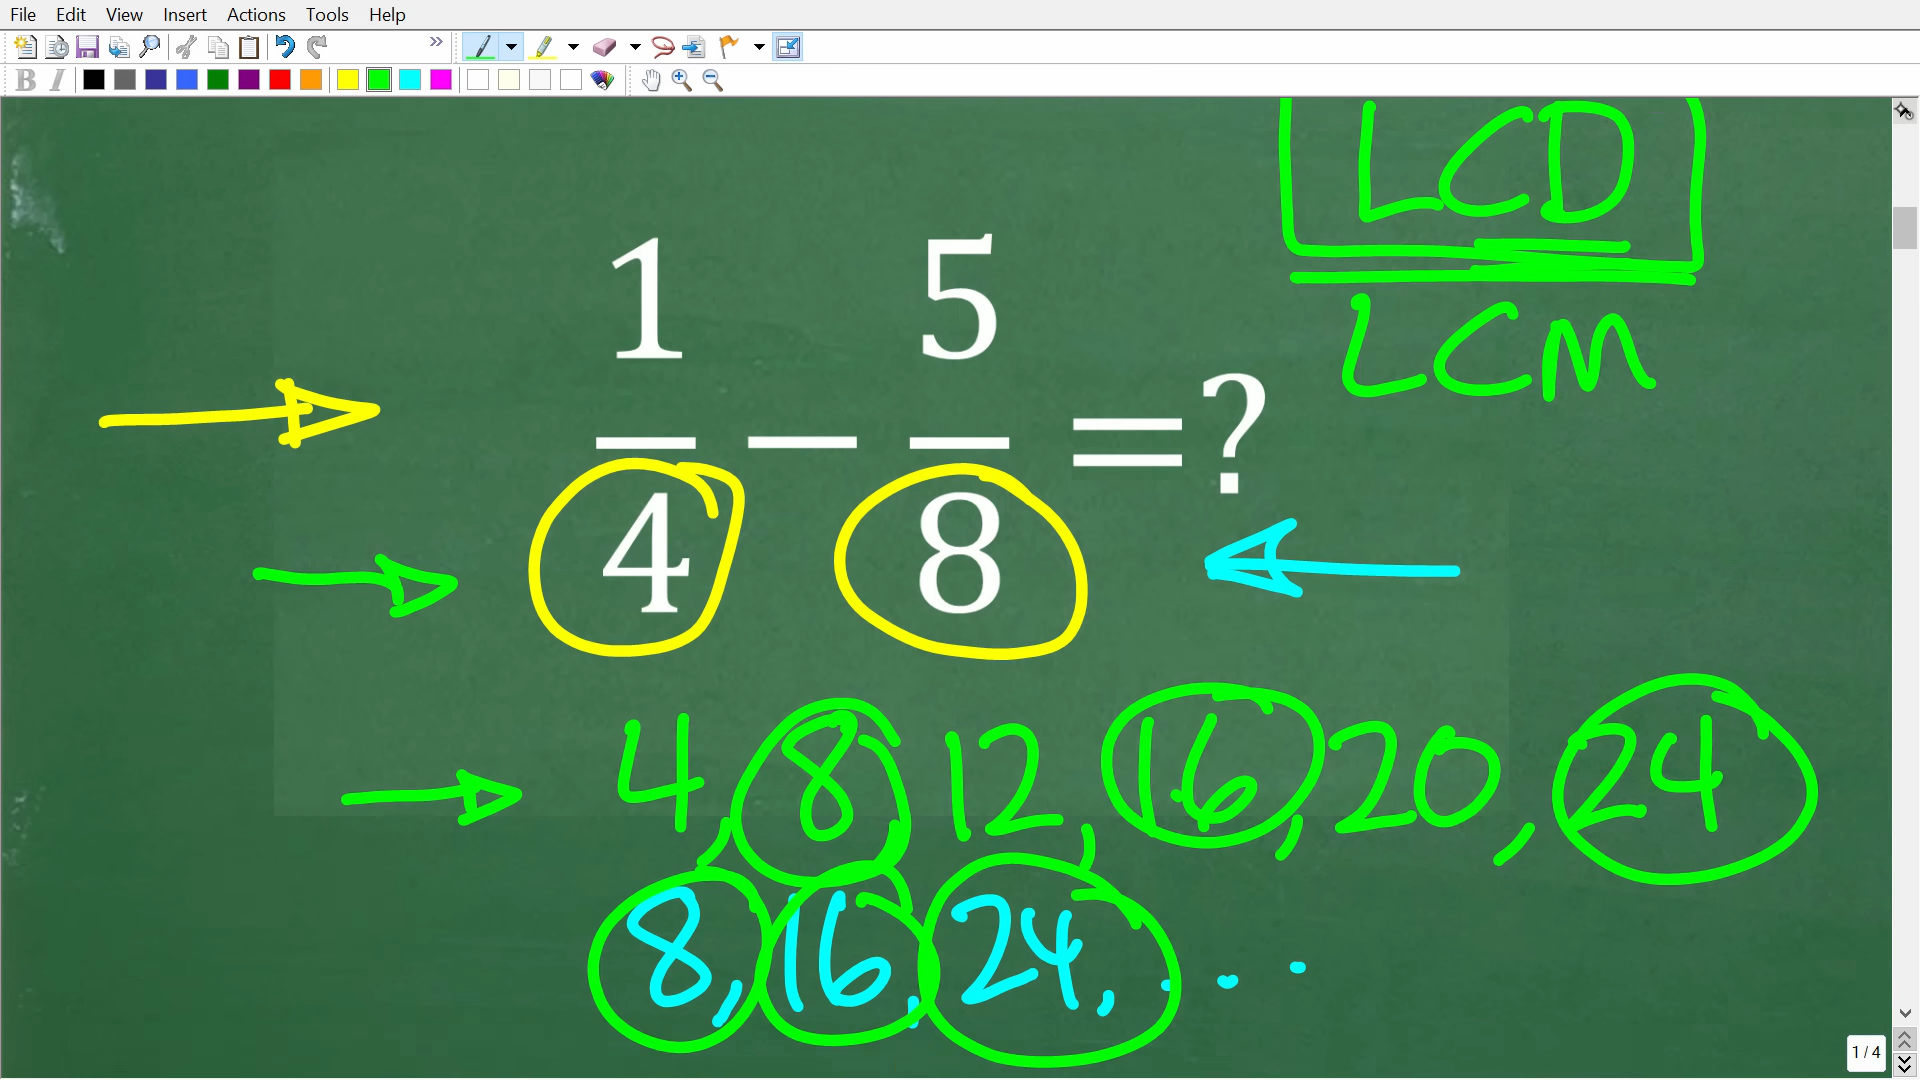 File Edit View Insert Actions Tools Help
B I
LCD
LCM
1/4 − 5/8 =?
4, 8, 12, 16, 20, 24
8, 16, 24, ...
1 / 4